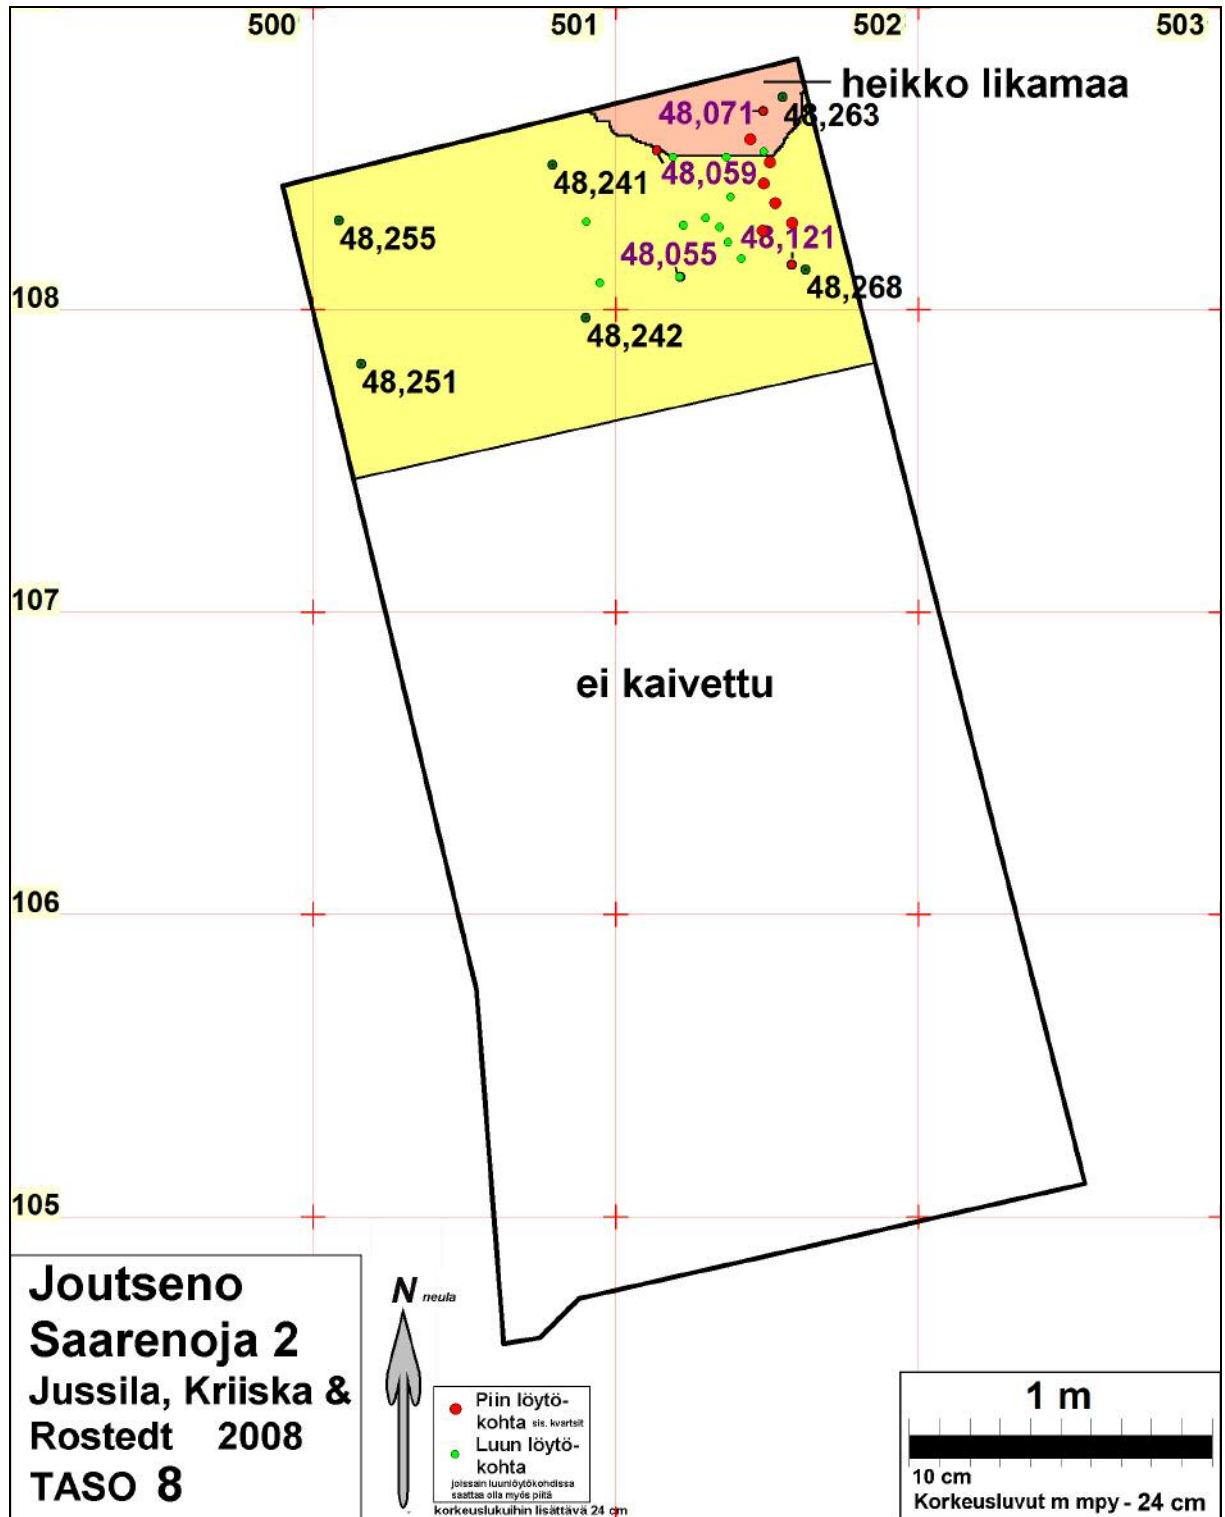 500 501 502 503
heikko likamaa
48,071 48,263
48,059
48,241
48,255 48,121
48,055
48,268
108
48,242
48,251
107
ei kaivettu
106
105
Joutseno
Saarenoja 2
Jussila, Kriiska &
Rostedt 2008
TASO 8
N neula
Piin löytö-
kohta sis. kvartsit
Luun löytö-
kohta
joissain luunlöytökohdissa
saattaa olla myös piitä
korkeuslukuihin lisättävä 24 cm
1 m
10 cm
Korkeusluvut m mpy - 24 cm